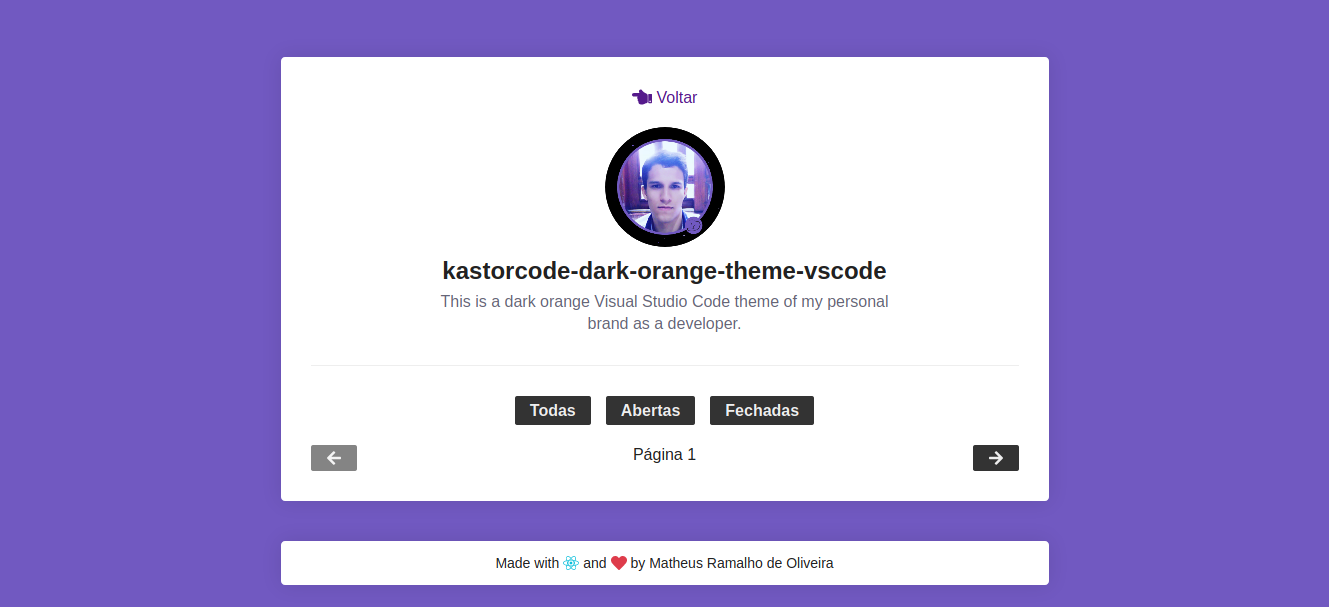 Voltar
kastorcode-dark-orange-theme-vscode
This is a dark orange Visual Studio Code theme of my personal
brand as a developer.
Todas Abertas Fechadas
Página 1
Made with and by Matheus Ramalho de Oliveira